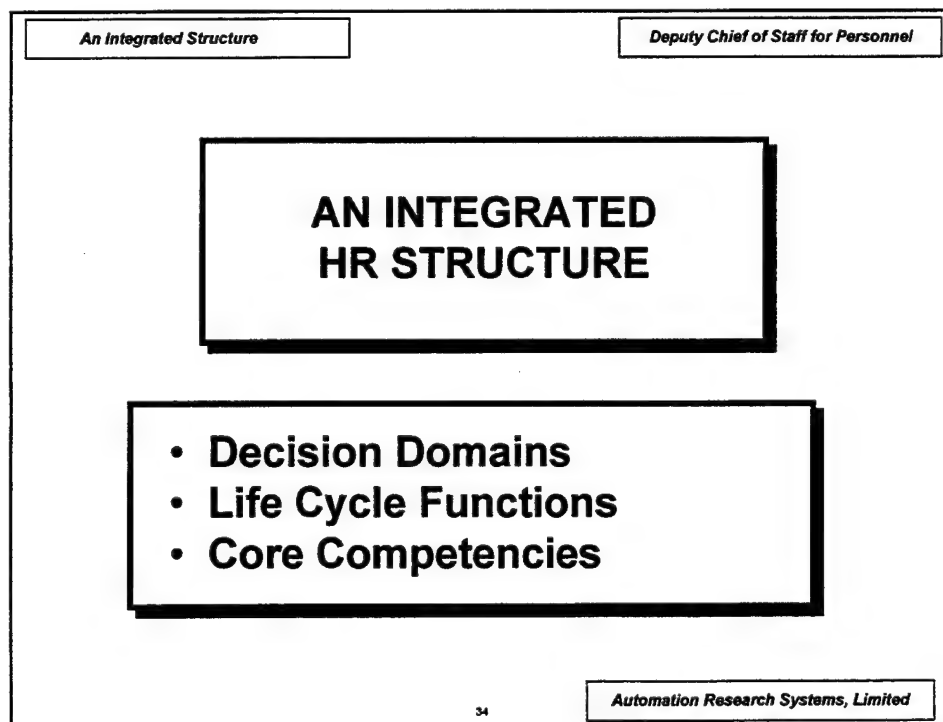 An Integrated Structure
Deputy Chief of Staff for Personnel
AN INTEGRATED
HR STRUCTURE
• Decision Domains
• Life Cycle Functions
• Core Competencies
34
Automation Research Systems, Limited